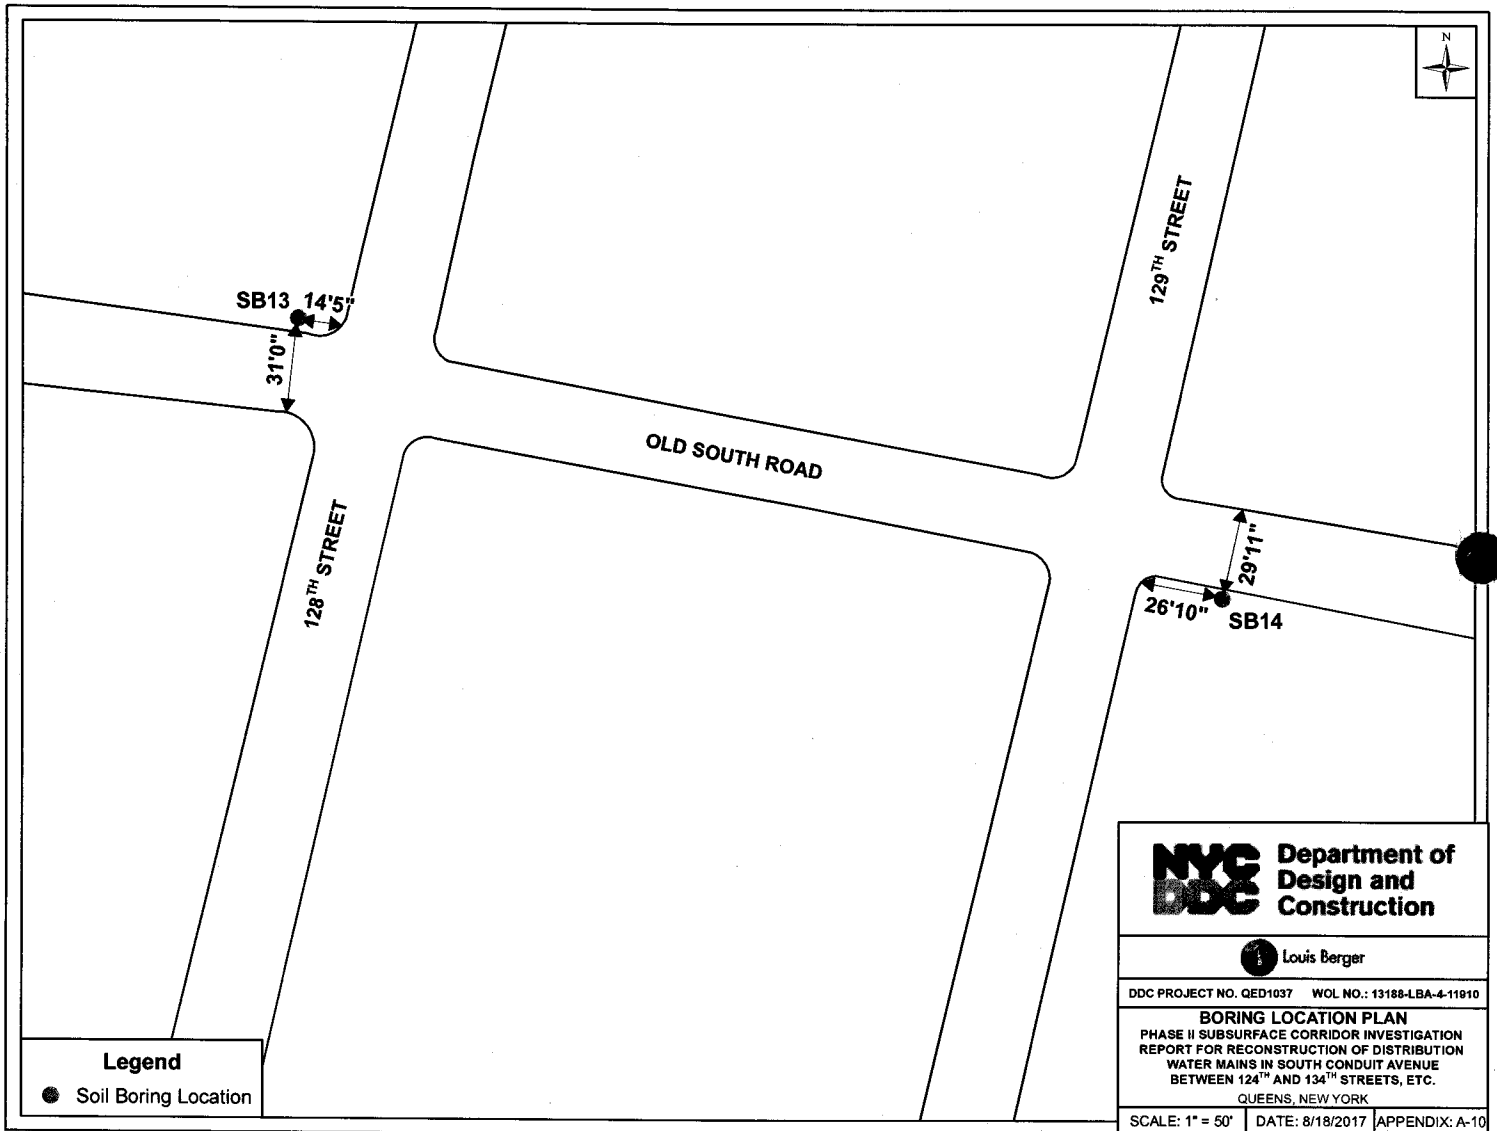 N
129TH STREET
SB13 14'5"
31'0"
OLD SOUTH ROAD
128TH STREET
29'11"
26'10"
SB14
NYC DDC
Department of
Design and
Construction
Louis Berger
DDC PROJECT NO. QED1037 WOL NO.: 13188-LBA-4-11910
BORING LOCATION PLAN
PHASE II SUBSURFACE CORRIDOR INVESTIGATION
REPORT FOR RECONSTRUCTION OF DISTRIBUTION
WATER MAINS IN SOUTH CONDUIT AVENUE
BETWEEN 124TH AND 134TH STREETS, ETC.
QUEENS, NEW YORK
SCALE: 1" = 50' DATE: 8/18/2017 APPENDIX: A-10
Legend
Soil Boring Location